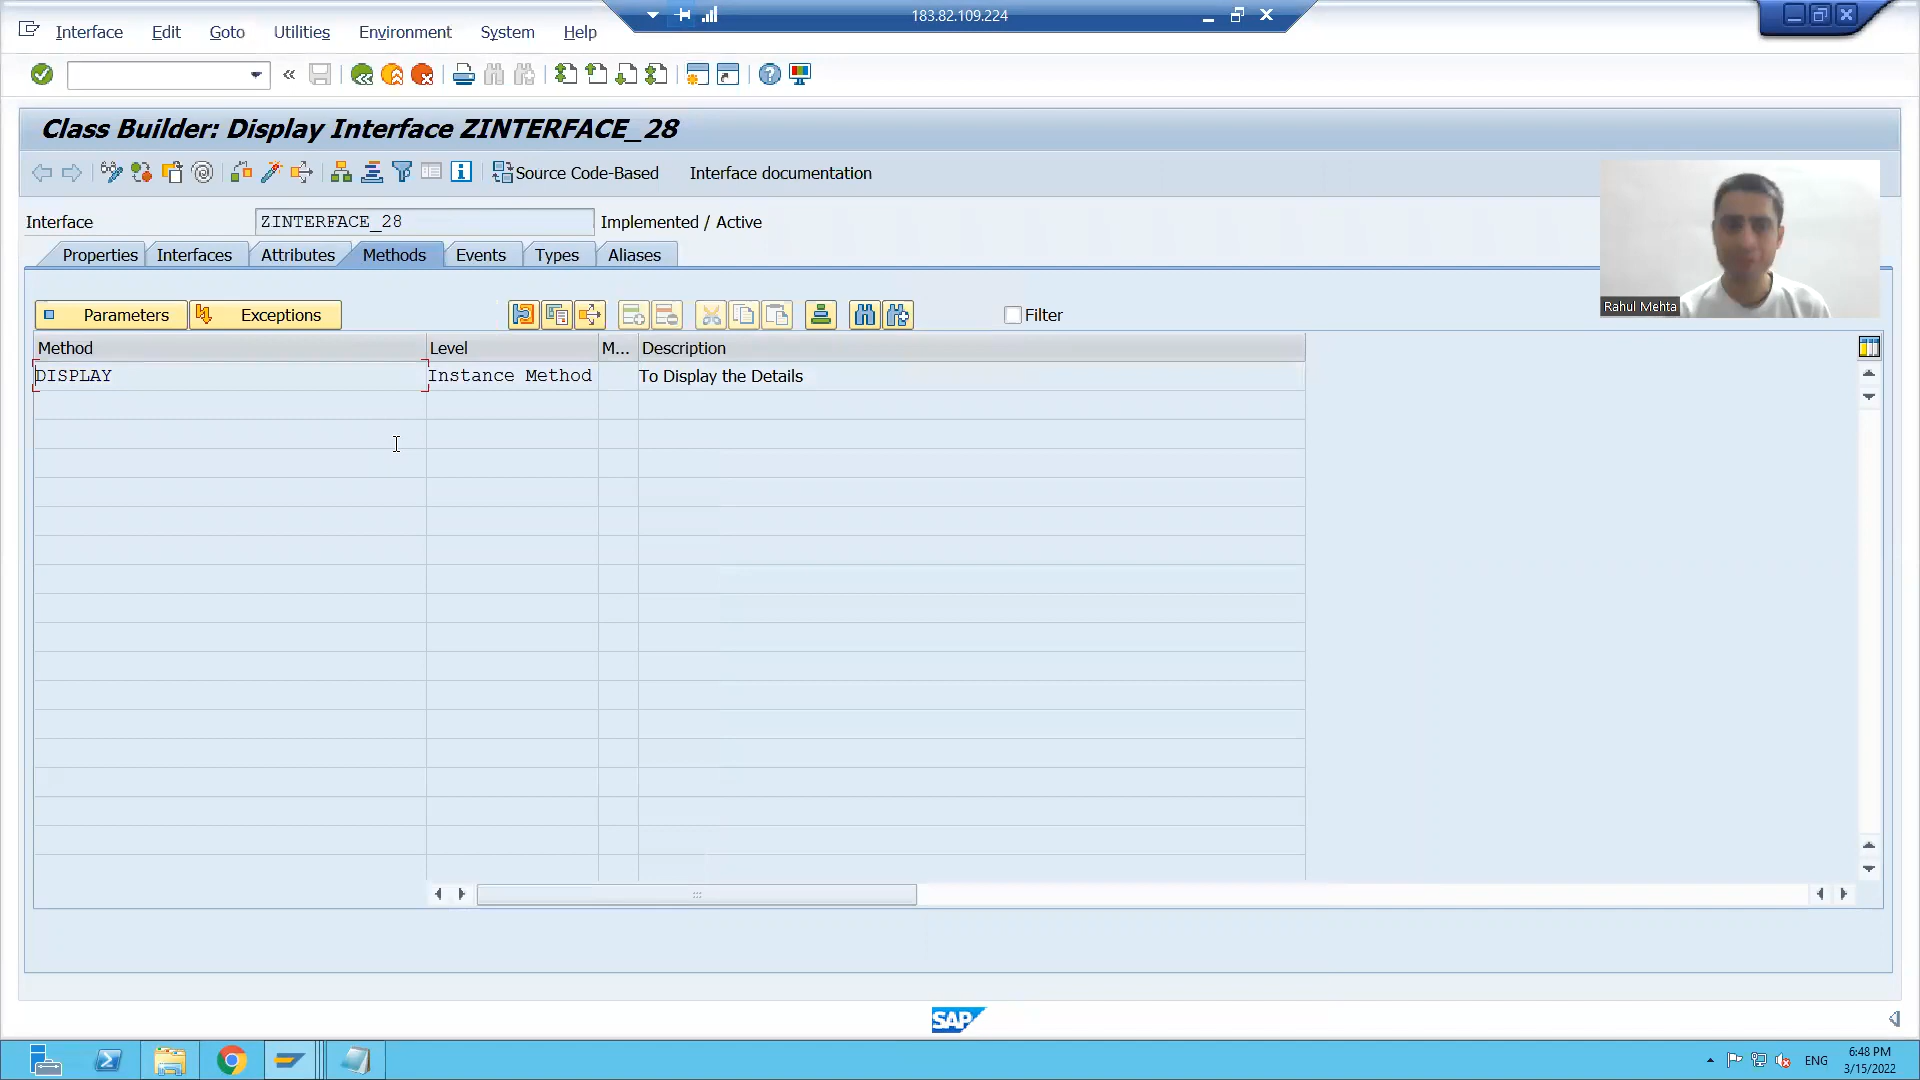 183.82.109.224
Interface Edit Goto Utilities Environment System Help
Class Builder: Display Interface ZINTERFACE_28
Source Code-Based Interface documentation
Interface ZINTERFACE_28 Implemented / Active
Properties Interfaces Attributes Methods Events Types Aliases
Parameters Exceptions Filter
Method Level M... Description
DISPLAY Instance Method To Display the Details
Rahul Mehta
SAP
ENG
6:48 PM
3/15/2022